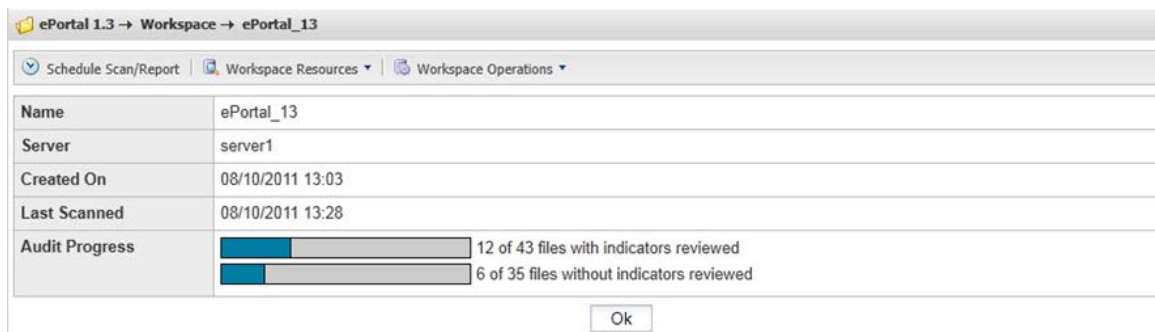 ePortal 1.3 → Workspace → ePortal_13
Schedule Scan/Report | Workspace Resources ▾ | Workspace Operations ▾
Name ePortal_13
Server server1
Created On 08/10/2011 13:03
Last Scanned 08/10/2011 13:28
Audit Progress 12 of 43 files with indicators reviewed
6 of 35 files without indicators reviewed
Ok